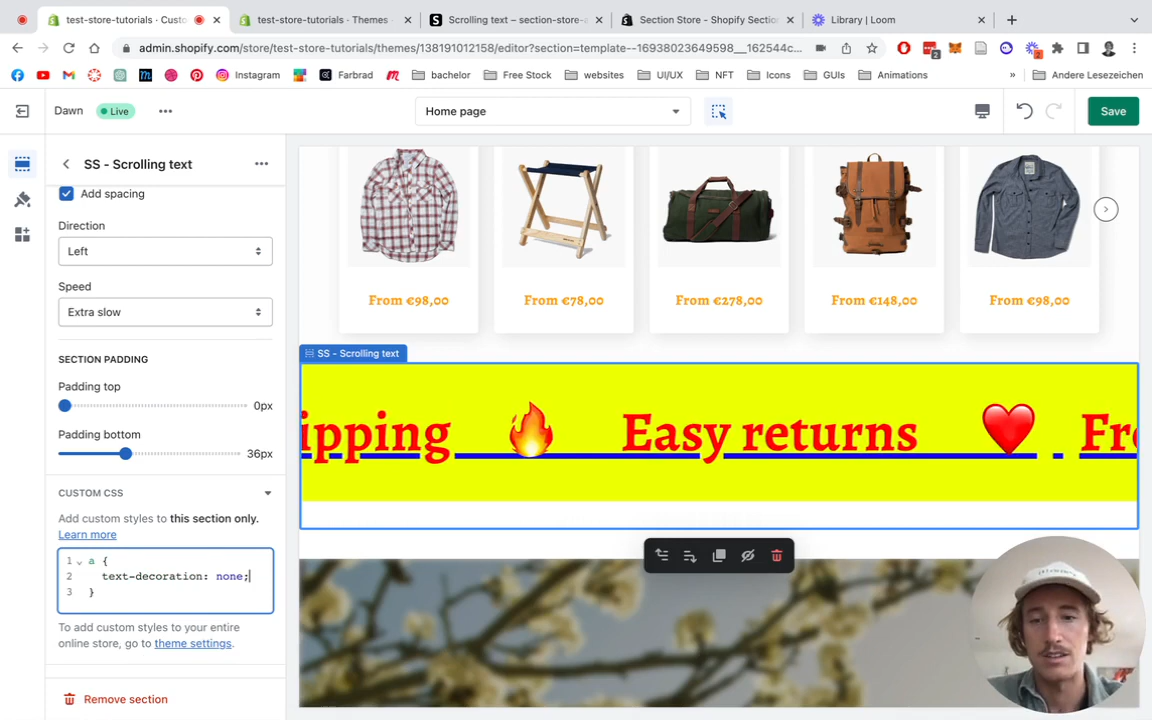 test-store-tutorials · Custo
test-store-tutorials · Themes ·
Scrolling text – section-store-a
Section Store - Shopify Section
Library | Loom
admin.shopify.com/store/test-store-tutorials/themes/138191012158/editor?section=template--16938023649598__162544c...
2
2
Instagram
Farbrad
bachelor
Free Stock
websites
UI/UX
NFT
Icons
GUIs
Animations
»
Andere Lesezeichen
Dawn
Live
Home page
Save
SS - Scrolling text
Add spacing
Direction
Left
Speed
Extra slow
SECTION PADDING
Padding top
0px
Padding bottom
36px
CUSTOM CSS
Add custom styles to this section only.
Learn more
1 a {
2 text-decoration: none;
3 }
To add custom styles to your entire
online store, go to theme settings.
Remove section
From €98,00
From €78,00
From €278,00
From €148,00
From €98,00
SS - Scrolling text
ipping 🔥 Easy returns ❤️ Fre